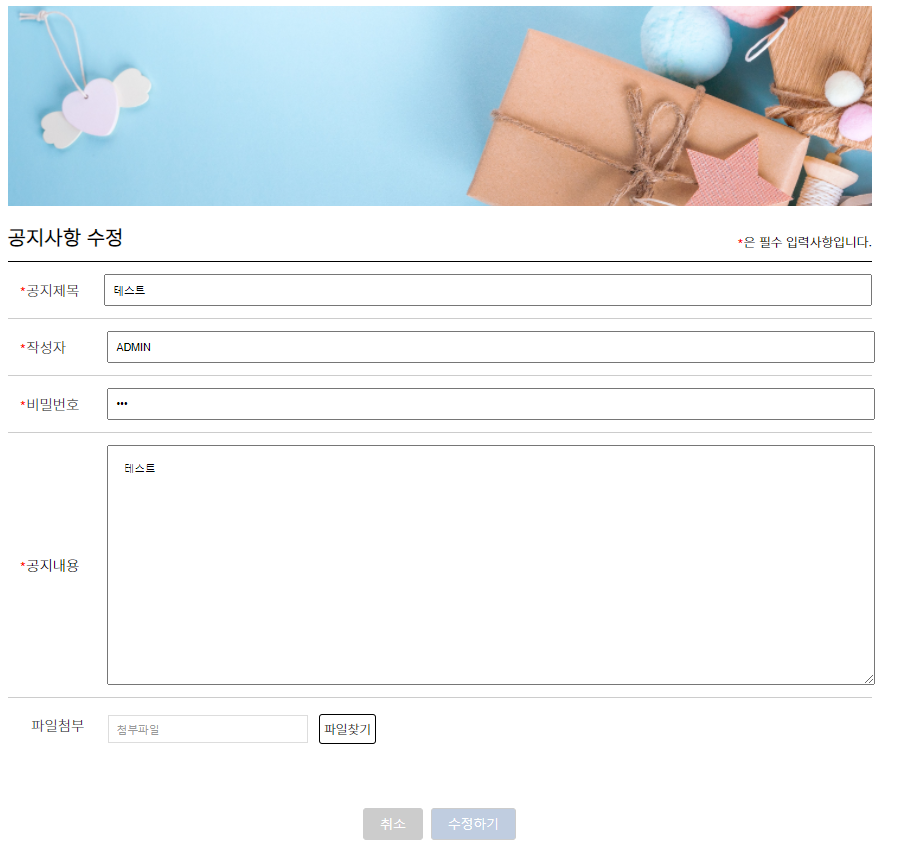 공지사항 수정
*은 필수 입력사항입니다.
*공지제목
테스트
*작성자
ADMIN
*비밀번호
•••
*공지내용
테스트
파일첨부
첨부파일
파일찾기
취소
수정하기